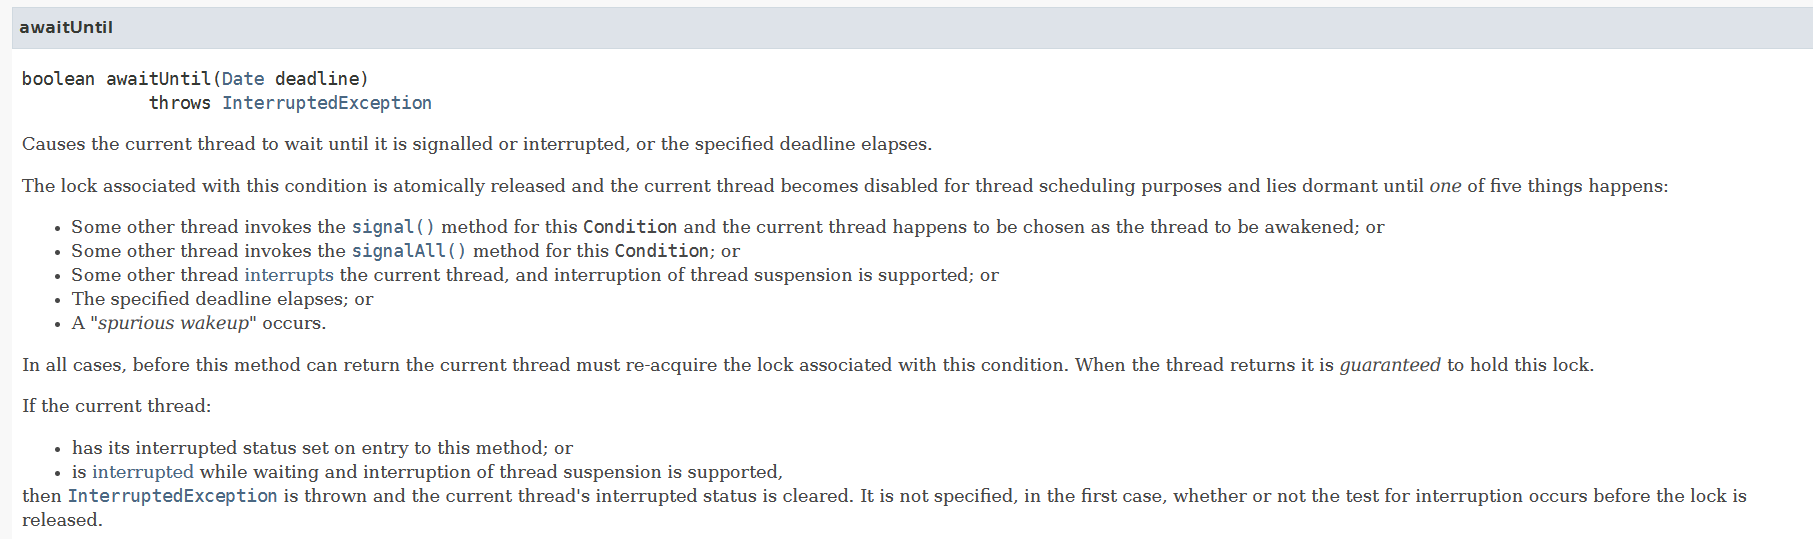 awaitUntil
boolean awaitUntil(Date deadline)
throws InterruptedException
Causes the current thread to wait until it is signalled or interrupted, or the specified deadline elapses.
The lock associated with this condition is atomically released and the current thread becomes disabled for thread scheduling purposes and lies dormant until one of five things happens:
• Some other thread invokes the signal() method for this Condition and the current thread happens to be chosen as the thread to be awakened; or
• Some other thread invokes the signalAll() method for this Condition; or
• Some other thread interrupts the current thread, and interruption of thread suspension is supported; or
• The specified deadline elapses; or
• A "spurious wakeup" occurs.
In all cases, before this method can return the current thread must re-acquire the lock associated with this condition. When the thread returns it is guaranteed to hold this lock.
If the current thread:
• has its interrupted status set on entry to this method; or
• is interrupted while waiting and interruption of thread suspension is supported,
then InterruptedException is thrown and the current thread's interrupted status is cleared. It is not specified, in the first case, whether or not the test for interruption occurs before the lock is
released.